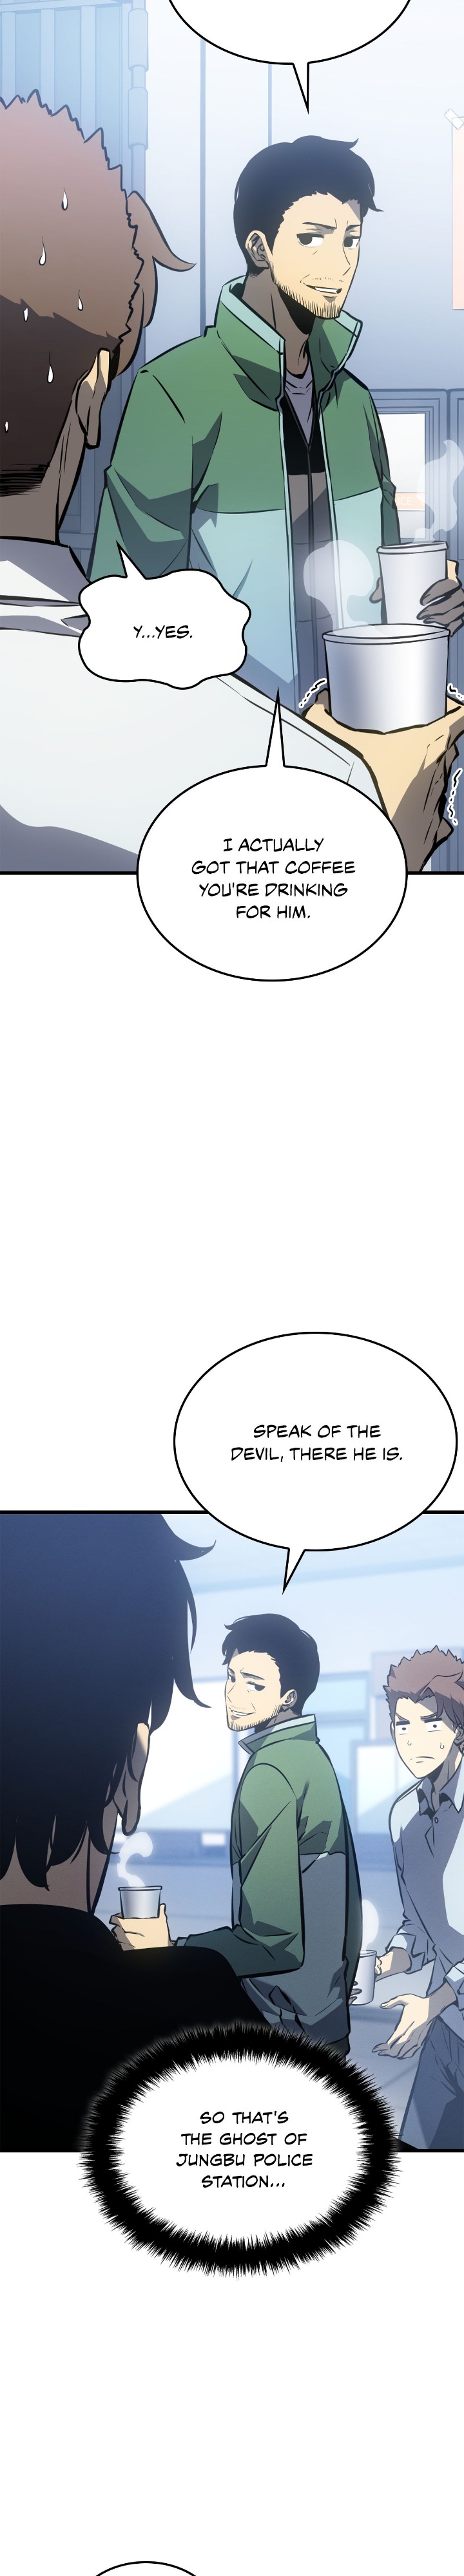 Y...YES.
I ACTUALLY
GOT THAT COFFEE
YOU'RE DRINKING
FOR HIM.
SPEAK OF THE
DEVIL, THERE HE IS.
SO THAT'S
THE GHOST OF
JUNGBU POLICE
STATION...